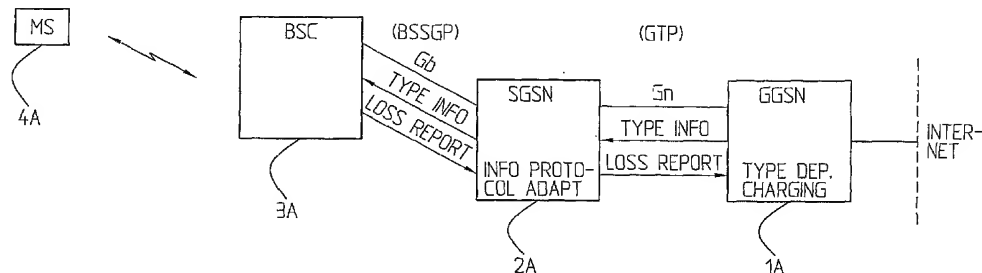 MS
4A
BSC
3A
(BSSGP)
Gb
TYPE INFO
LOSS REPORT
SGSN
INFO PROTO-
COL ADAPT
2A
(GTP)
Gn
TYPE INFO
LOSS REPORT
GGSN
TYPE DEP.
CHARGING
1A
INTER-
NET